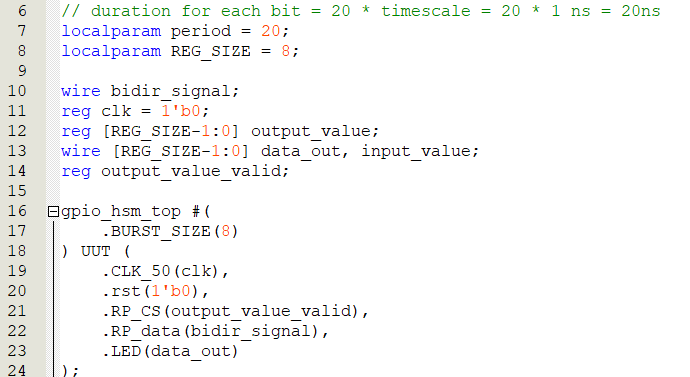 6 // duration for each bit = 20 * timescale = 20 * 1 ns = 20ns
7 localparam period = 20;
8 localparam REG_SIZE = 8;
9
10 wire bidir_signal;
11 reg clk = 1'b0;
12 reg [REG_SIZE-1:0] output_value;
13 wire [REG_SIZE-1:0] data_out, input_value;
14 reg output_value_valid;
15
16 gpio_hsm_top #(
17 .BURST_SIZE(8)
18 ) UUT (
19 .CLK_50(clk),
20 .rst(1'b0),
21 .RP_CS(output_value_valid),
22 .RP_data(bidir_signal),
23 .LED(data_out)
24 );